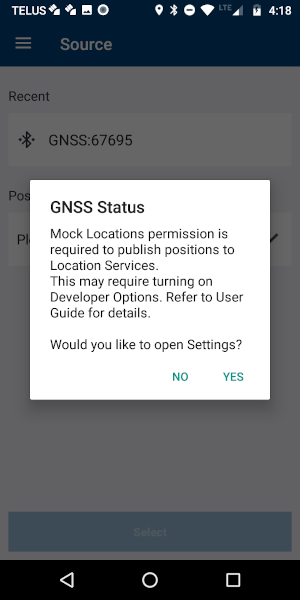 TELUS
LTE
4:18
Source
Recent
GNSS:67695
GNSS Status
Mock Locations permission is
required to publish positions to
Location Services.
This may require turning on
Developer Options. Refer to User
Guide for details.
Would you like to open Settings?
NO
YES
Select